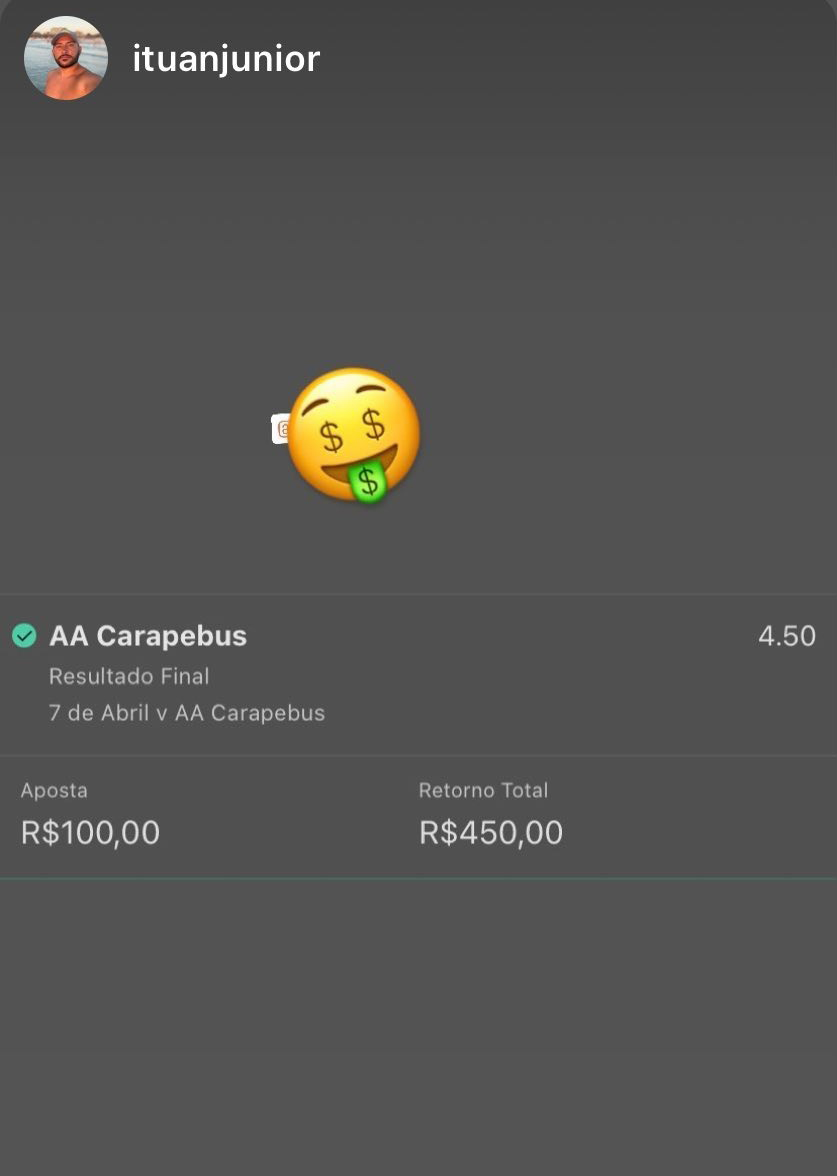 ituanjunior
AA Carapebus 4.50
Resultado Final
7 de Abril v AA Carapebus
Aposta Retorno Total
R$100,00 R$450,00